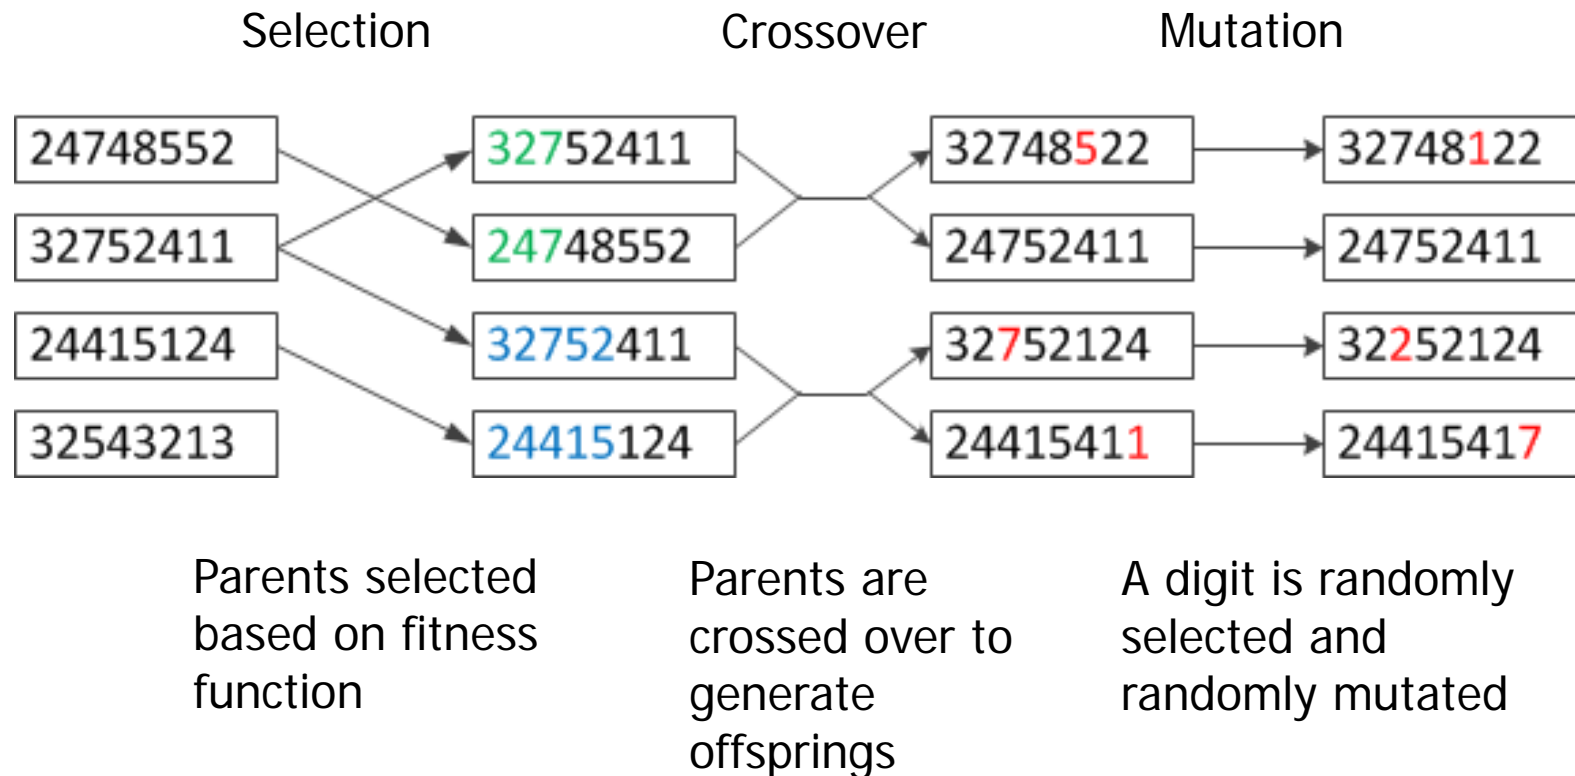 Selection Crossover Mutation
24748552 32752411 32748522 32748122
32752411 24748552 24752411 24752411
24415124 32752411 32752124 32252124
32543213 24415124 24415411 24415417
Parents selected
based on fitness
function
Parents are
crossed over to
generate
offsprings
A digit is randomly
selected and
randomly mutated